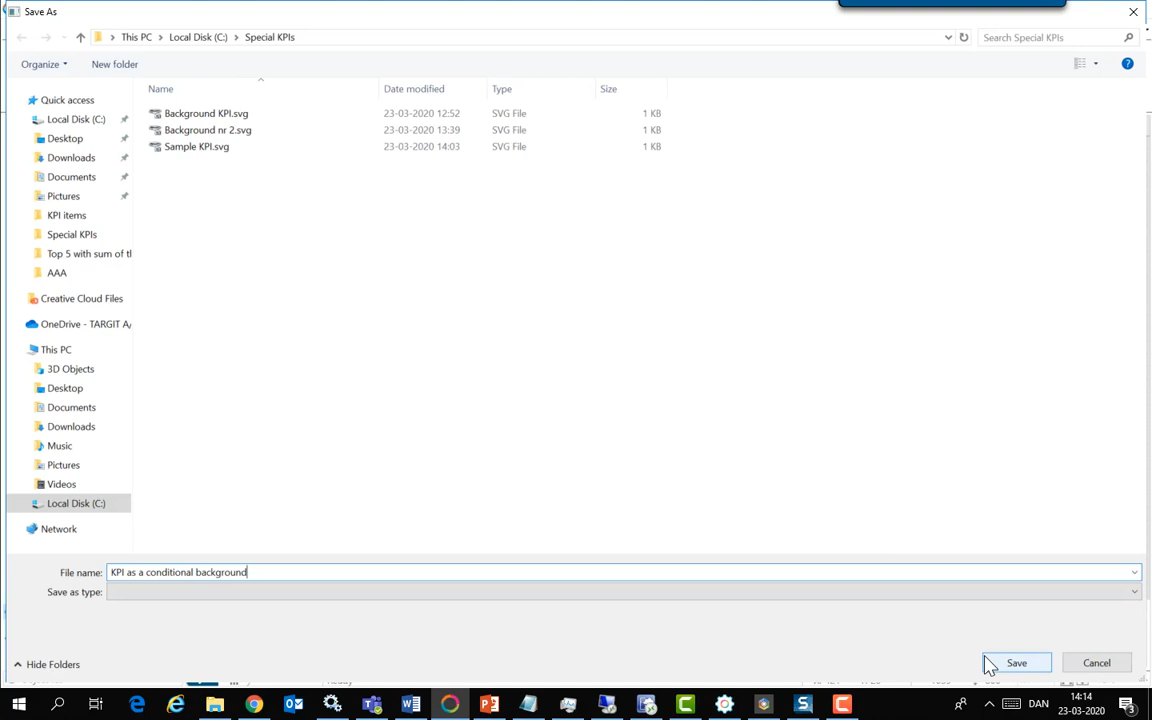 Save As
This PC > Local Disk (C:) > Special KPIs
Search Special KPIs
Organize
New folder
Name
Date modified
Type
Size
Background KPI.svg 23-03-2020 12:52 SVG File 1 KB
Background nr 2.svg 23-03-2020 13:39 SVG File 1 KB
Sample KPI.svg 23-03-2020 14:03 SVG File 1 KB
Quick access
Local Disk (C:)
Desktop
Downloads
Documents
Pictures
KPI items
Special KPIs
Top 5 with sum of th
AAA
Creative Cloud Files
OneDrive - TARGIT A/
This PC
3D Objects
Desktop
Documents
Downloads
Music
Pictures
Videos
Local Disk (C:)
Network
File name: KPI as a conditional background
Save as type:
Hide Folders
Save
Cancel
DAN
14:14
23-03-2020
3